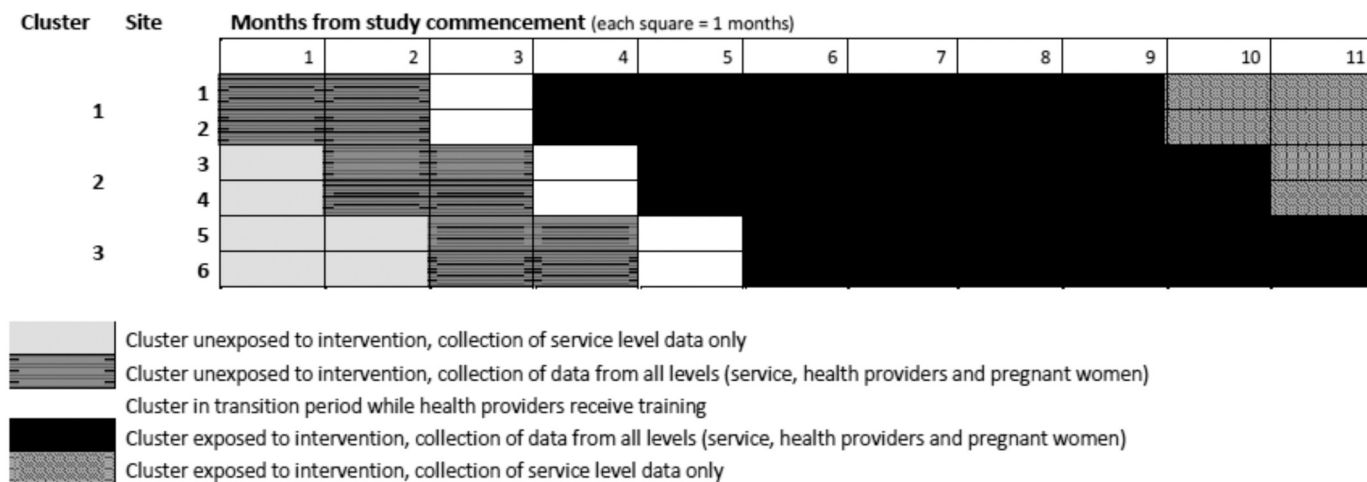 Cluster Site Months from study commencement (each square = 1 months)
1 2 3 4 5 6 7 8 9 10 11
1 1
2
2 3
4
3 5
6
Cluster unexposed to intervention, collection of service level data only
Cluster unexposed to intervention, collection of data from all levels (service, health providers and pregnant women)
Cluster in transition period while health providers receive training
Cluster exposed to intervention, collection of data from all levels (service, health providers and pregnant women)
Cluster exposed to intervention, collection of service level data only